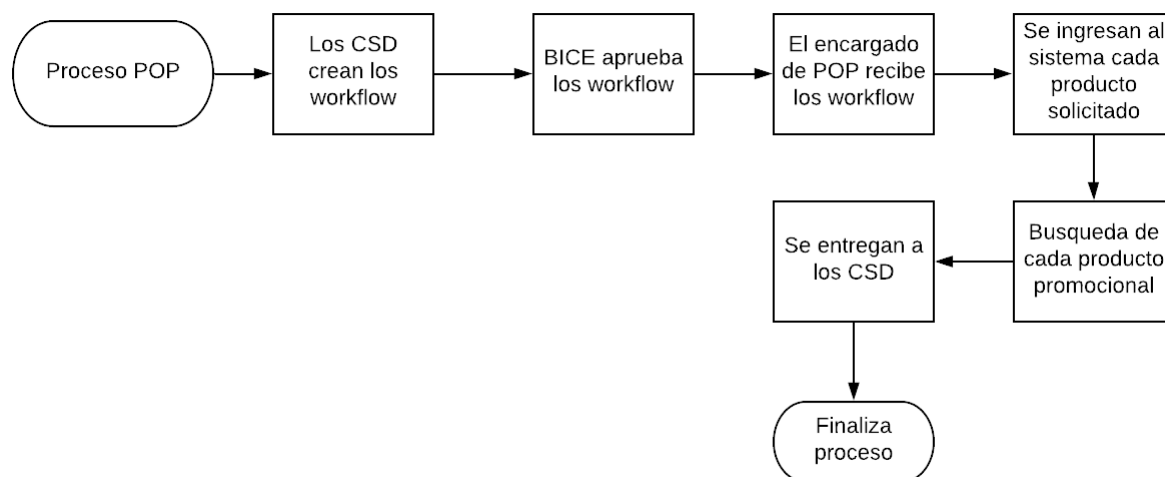 Proceso POP
Los CSD
crean los
workflow
BICE aprueba
los workflow
El encargado
de POP recibe
los workflow
Se ingresan al
sistema cada
producto
solicitado
Busqueda de
cada producto
promocional
Se entregan a
los CSD
Finaliza
proceso